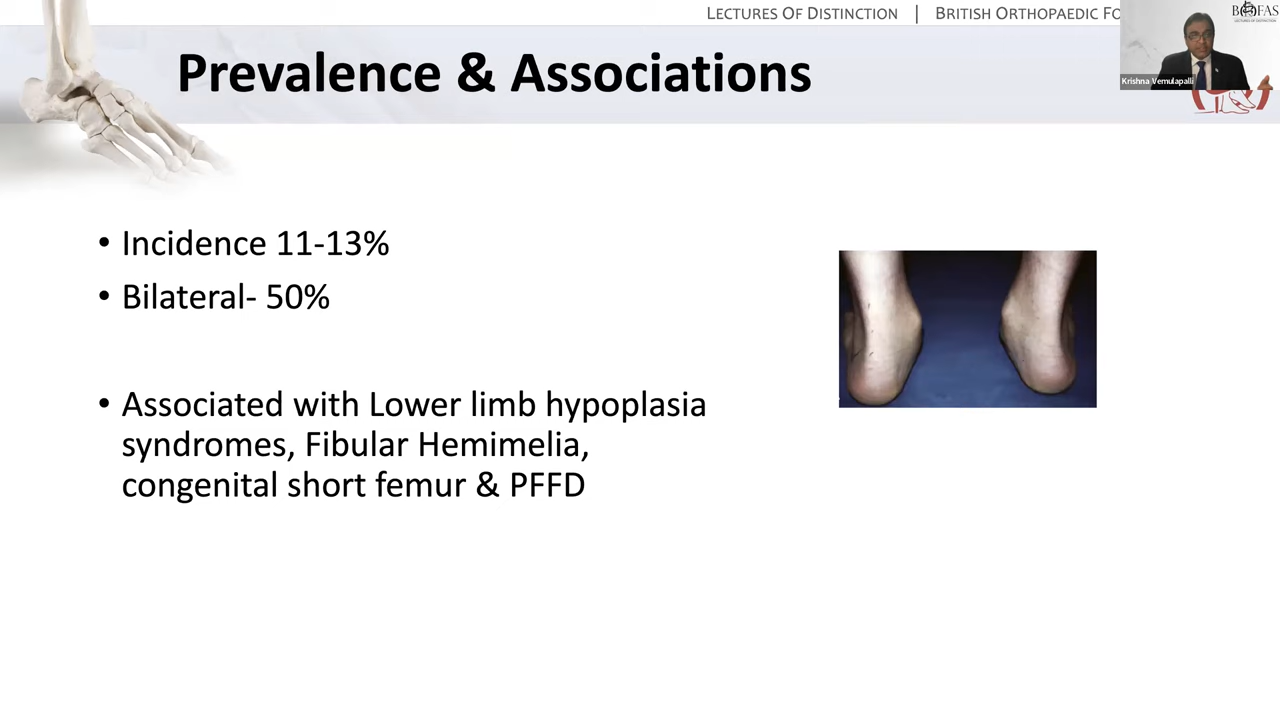 LECTURES OF DISTINCTION | BRITISH ORTHOPAEDIC FO
Prevalence & Associations
Krishna Vemulapalli
• Incidence 11-13%
• Bilateral- 50%
• Associated with Lower limb hypoplasia
syndromes, Fibular Hemimelia,
congenital short femur & PFFD